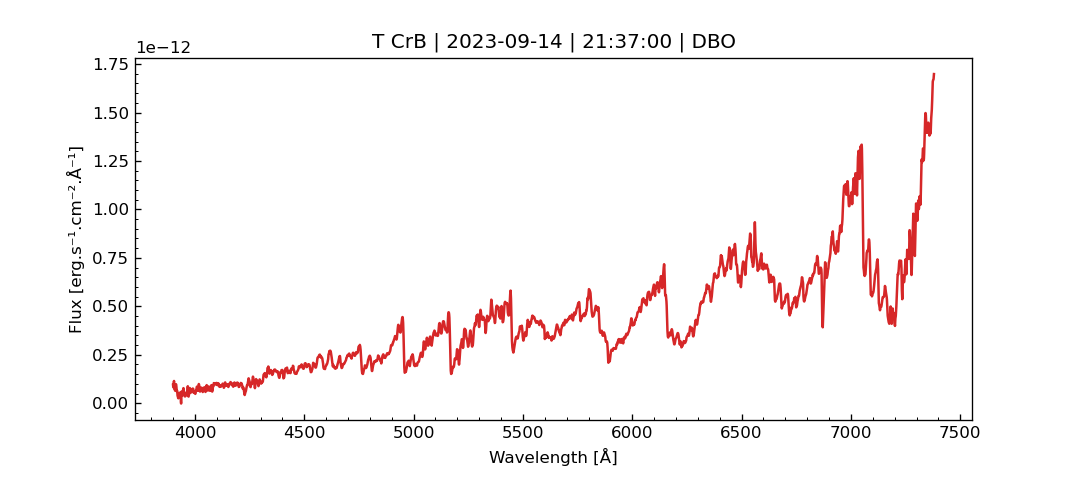 T CrB | 2023-09-14 | 21:37:00 | DBO
1e−12
1.75
1.50
1.25
1.00
0.75
0.50
0.25
0.00
Flux [erg.s⁻¹.cm⁻².Å⁻¹]
4000 4500 5000 5500 6000 6500 7000 7500
Wavelength [Å]